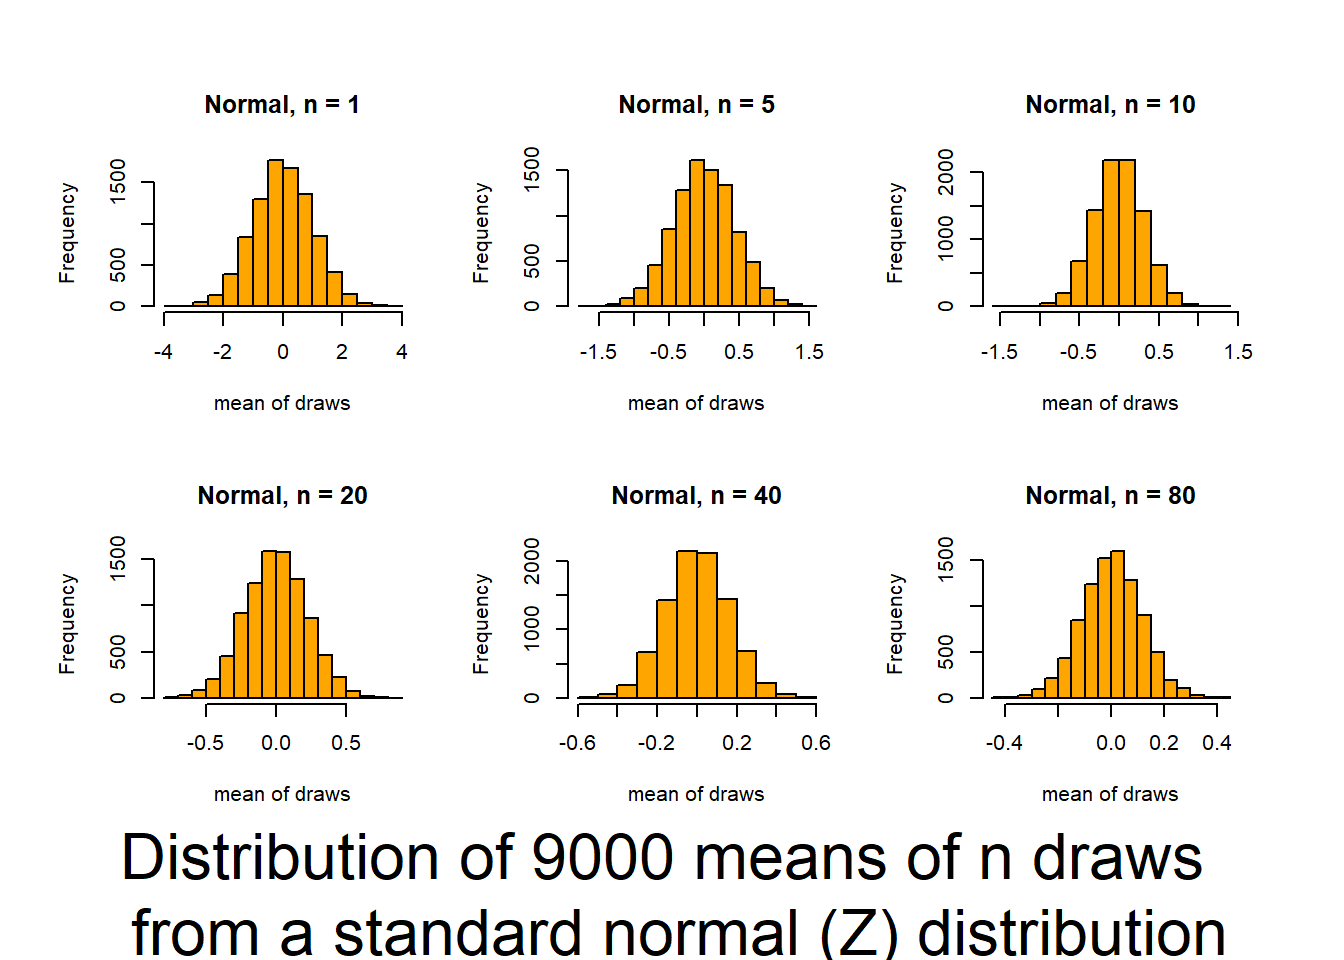 Normal, n = 1
Frequency
0 500 1500
-4 -2 0 2 4
mean of draws
Normal, n = 5
Frequency
0 500 1500
-1.5 -0.5 0.5 1.5
mean of draws
Normal, n = 10
Frequency
0 1000 2000
-1.5 -0.5 0.5 1.5
mean of draws
Normal, n = 20
Frequency
0 500 1500
-0.5 0.0 0.5
mean of draws
Normal, n = 40
Frequency
0 1000 2000
-0.6 -0.2 0.2 0.6
mean of draws
Normal, n = 80
Frequency
0 500 1500
-0.4 0.0 0.2 0.4
mean of draws
Distribution of 9000 means of n draws
from a standard normal (Z) distribution